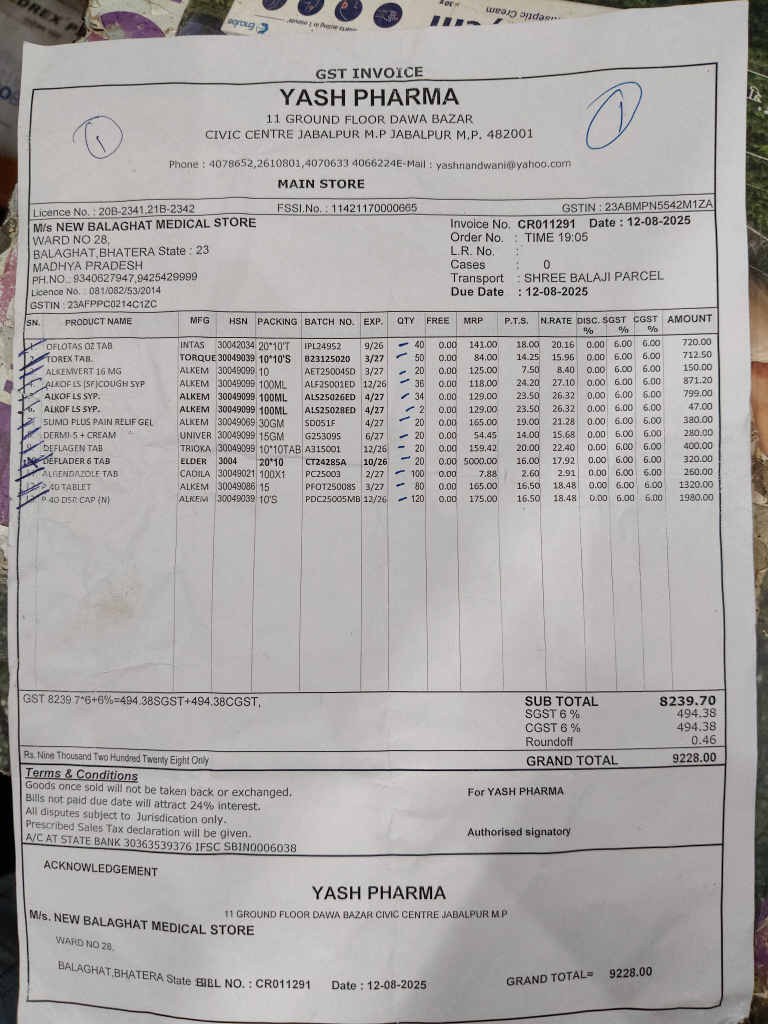 Encube
starts acting in 1 minute*
30g
septic Cream
GST INVOICE
YASH PHARMA
11 GROUND FLOOR DAWA BAZAR
CIVIC CENTRE JABALPUR M.P JABALPUR M.P. 482001
Phone : 4078652,2610801,4070633 4066224E-Mail : yashnandwani@yahoo.com
MAIN STORE
1
1
Licence No. : 20B-2341,21B-2342 FSSI.No. : 11421170000665 GSTIN : 23ABMPN5542M1ZA
M/s NEW BALAGHAT MEDICAL STORE
WARD NO 28,
BALAGHAT,BHATERA State : 23
MADHYA PRADESH
PH.NO.: 9340627947,9425429999
Licence No. : 081/082/53/2014
GSTIN : 23AFPPC0214C1ZC
Invoice No. CR011291 Date : 12-08-2025
Order No. : TIME 19:05
L.R. No. :
Cases : 0
Transport : SHREE BALAJI PARCEL
Due Date : 12-08-2025
SN. PRODUCT NAME MFG HSN PACKING BATCH NO. EXP. QTY FREE MRP P.T.S. N.RATE DISC. % SGST % CGST % AMOUNT
OFLOTAS OZ TAB INTAS 30042034 20*10'T IPL24952 9/26 40 0.00 141.00 18.00 20.16 0.00 6.00 6.00 720.00
TOREX TAB. TORQUE 30049039 10*10'S B23125020 3/27 50 0.00 84.00 14.25 15.96 0.00 6.00 6.00 712.50
ALKEMVERT 16 MG ALKEM 30049099 10 AET25004SD 3/27 20 0.00 125.00 7.50 8.40 0.00 6.00 6.00 150.00
ALKOF LS (SF)COUGH SYP ALKEM 30049099 100ML ALF25001ED 12/26 36 0.00 118.00 24.20 27.10 0.00 6.00 6.00 871.20
ALKOF LS SYP. ALKEM 30049099 100ML ALS25026ED 4/27 34 0.00 129.00 23.50 26.32 0.00 6.00 6.00 799.00
ALKOF LS SYP. ALKEM 30049099 100ML ALS25028ED 4/27 2 0.00 129.00 23.50 26.32 0.00 6.00 6.00 47.00
SUMO PLUS PAIN RELIF GEL ALKEM 30049069 30GM SD051F 4/27 20 0.00 165.00 19.00 21.28 0.00 6.00 6.00 380.00
DERMI-5 + CREAM UNIVER 30049099 15GM G253095 6/27 20 0.00 54.45 14.00 15.68 0.00 6.00 6.00 280.00
DEFLAGEN TAB TRIOKA 30049099 10*10TAB A315001 12/26 20 0.00 159.42 20.00 22.40 0.00 6.00 6.00 400.00
DEFLADER 6 TAB ELDER 3004 20*10 CT24285A 10/26 20 0.00 5000.00 16.00 17.92 0.00 6.00 6.00 320.00
TAB CADILA 30049021 100X1 PC25003 2/27 100 0.00 7.88 2.60 2.91 0.00 6.00 6.00 260.00
P 40 TABLET ALKEM 30049086 15 PFOT25008S 3/27 80 0.00 165.00 16.50 18.48 0.00 6.00 6.00 1320.00
P 40 DSR CAP (N) ALKEM 30049039 10'S PDC25005MB 12/26 120 0.00 175.00 16.50 18.48 0.00 6.00 6.00 1980.00
GST 8239 7*6+6%=494.38SGST+494.38CGST,
SUB TOTAL 8239.70
SGST 6 % 494.38
CGST 6 % 494.38
Roundoff 0.46
Rs. Nine Thousand Two Hundred Twenty Eight Only
GRAND TOTAL 9228.00
Terms & Conditions
Goods once sold will not be taken back or exchanged.
Bills not paid due date will attract 24% interest.
All disputes subject to Jurisdication only.
Prescribed Sales Tax declaration will be given.
A/C AT STATE BANK 30363539376 IFSC SBIN0006038
For YASH PHARMA
Authorised signatory
ACKNOWLEDGEMENT
YASH PHARMA
11 GROUND FLOOR DAWA BAZAR CIVIC CENTRE JABALPUR M.P
M/s. NEW BALAGHAT MEDICAL STORE
WARD NO 28,
BALAGHAT,BHATERA State : BILL NO. : CR011291 Date : 12-08-2025 GRAND TOTAL= 9228.00